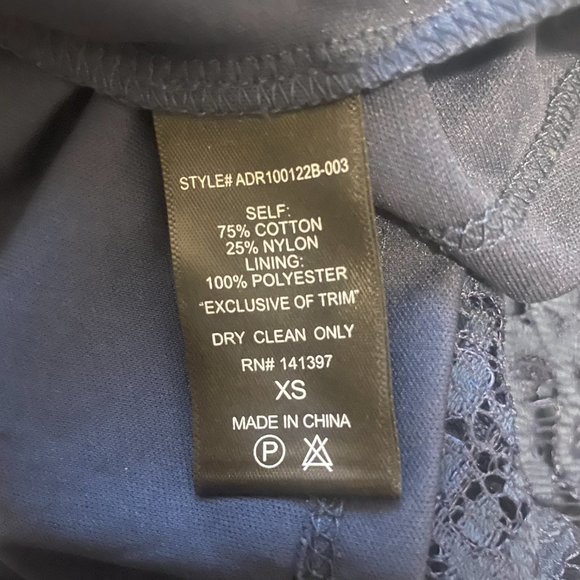 STYLE# ADR100122B-003
SELF:
75% COTTON
25% NYLON
LINING:
100% POLYESTER
"EXCLUSIVE OF TRIM"
DRY CLEAN ONLY
RN# 141397
XS
MADE IN CHINA
P